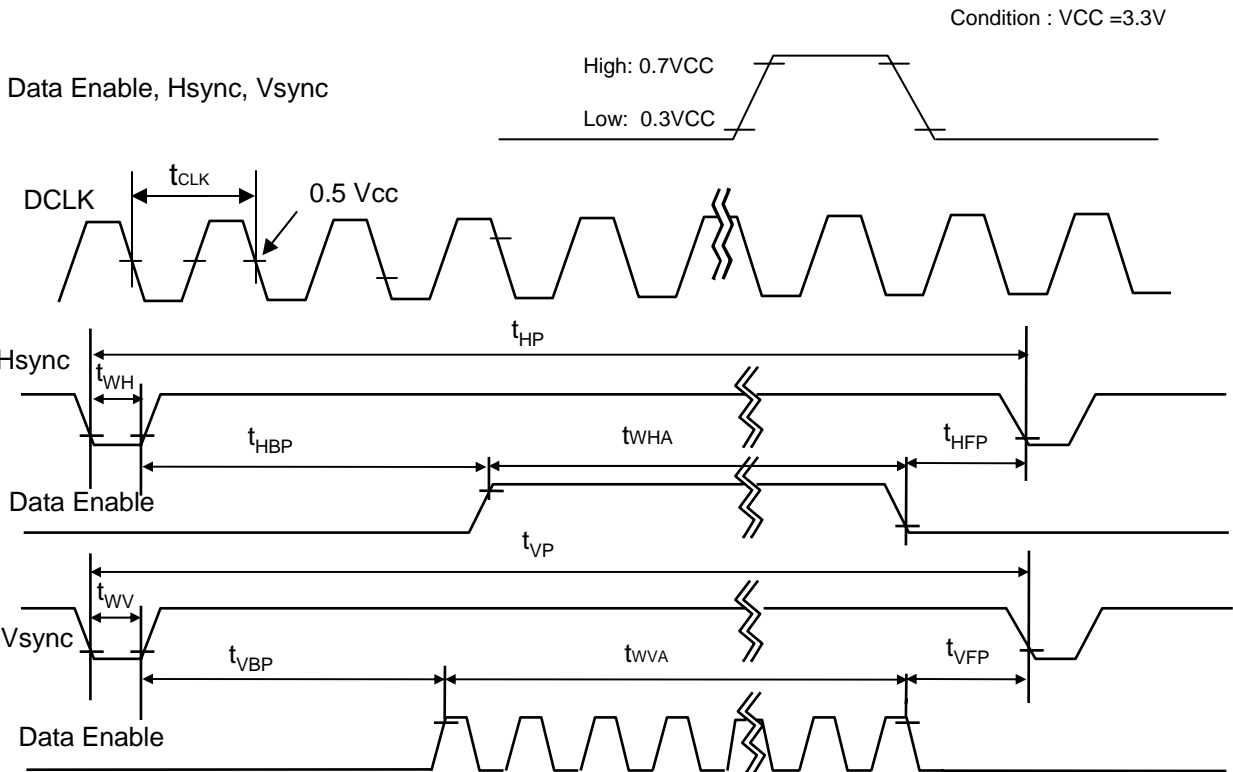 Condition : VCC =3.3V
High: 0.7VCC
Data Enable, Hsync, Vsync
Low: 0.3VCC
tCLK
DCLK
0.5 Vcc
tHP
Hsync
tWH
tHBP
tWHA
tHFP
Data Enable
tVP
tWV
Vsync
tVBP
tWVA
tVFP
Data Enable